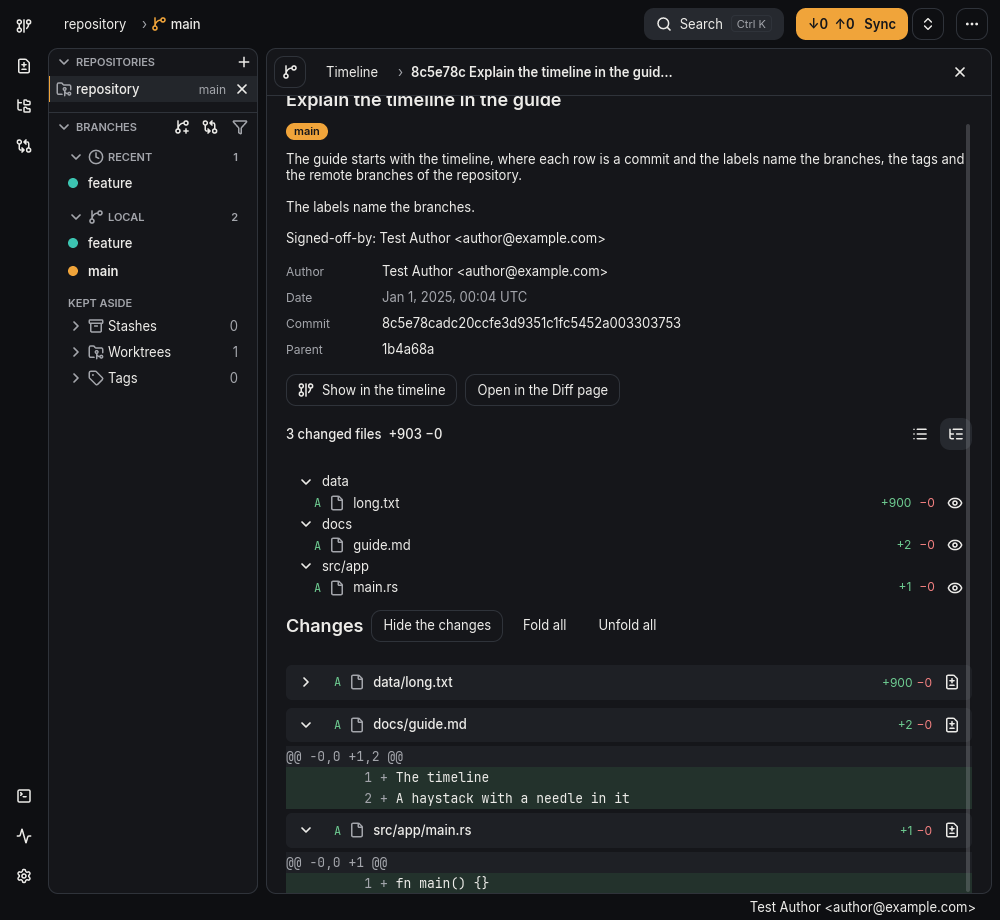 repository › main
Search Ctrl K
↓0 ↑0 Sync
REPOSITORIES
repository main
BRANCHES
RECENT 1
feature
LOCAL 2
feature
main
KEPT ASIDE
Stashes 0
Worktrees 1
Tags 0
Timeline › 8c5e78c Explain the timeline in the guid...
Explain the timeline in the guide
main
The guide starts with the timeline, where each row is a commit and the labels name the branches, the tags and
the remote branches of the repository.
The labels name the branches.
Signed-off-by: Test Author <author@example.com>
Author Test Author <author@example.com>
Date Jan 1, 2025, 00:04 UTC
Commit 8c5e78cadc20ccfe3d9351c1fc5452a003303753
Parent 1b4a68a
Show in the timeline
Open in the Diff page
3 changed files +903 −0
data
A long.txt +900 −0
docs
A guide.md +2 −0
src/app
A main.rs +1 −0
Changes Hide the changes Fold all Unfold all
A data/long.txt +900 −0
A docs/guide.md +2 −0
@@ -0,0 +1,2 @@
1 + The timeline
2 + A haystack with a needle in it
A src/app/main.rs +1 −0
@@ -0,0 +1 @@
1 + fn main() {}
Test Author <author@example.com>